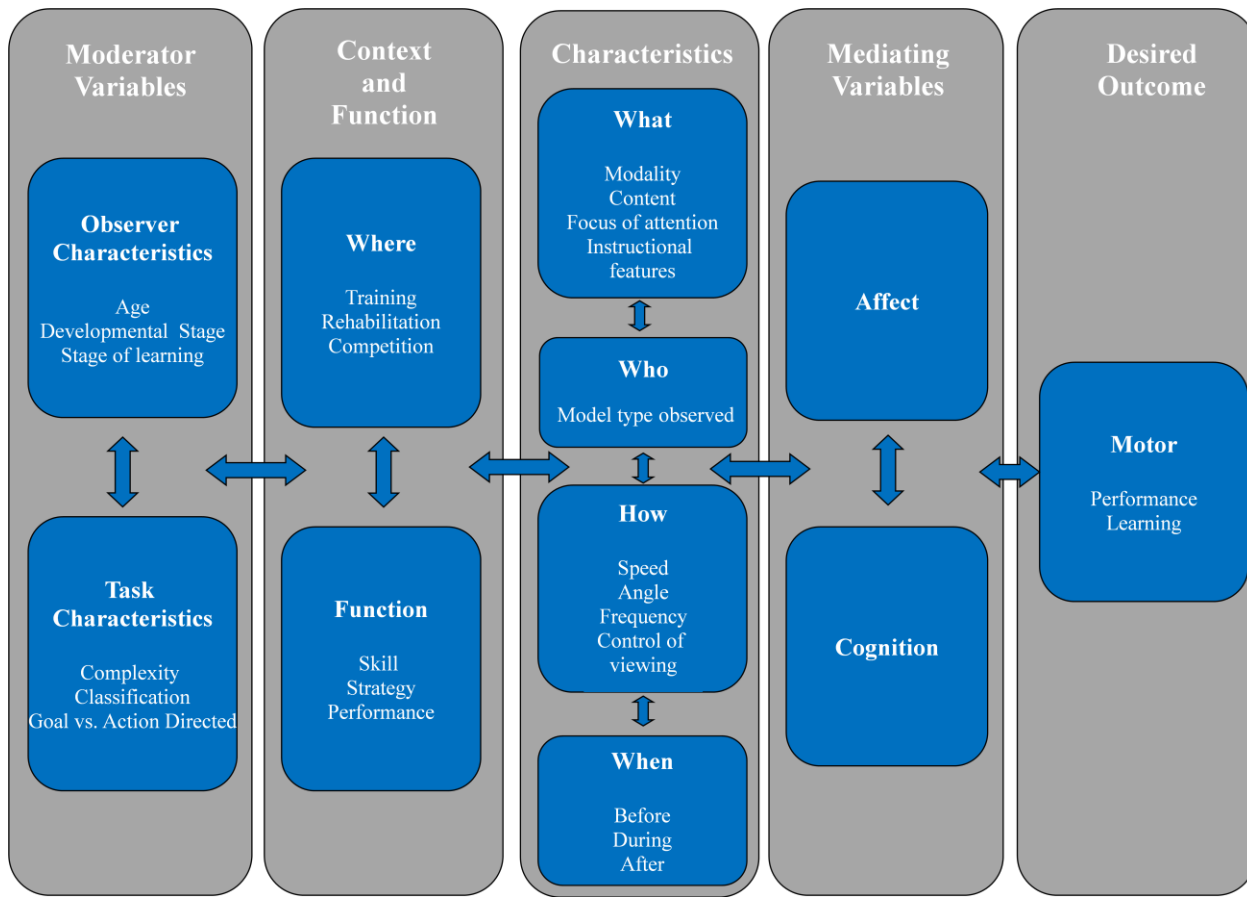 Moderator
Variables
Observer
Characteristics
Age
Developmental Stage
Stage of learning
Task
Characteristics
Complexity
Classification
Goal vs. Action Directed
Context
and
Function
Where
Training
Rehabilitation
Competition
Function
Skill
Strategy
Performance
Characteristics
What
Modality
Content
Focus of attention
Instructional
features
Who
Model type observed
How
Speed
Angle
Frequency
Control of
viewing
When
Before
During
After
Mediating
Variables
Affect
Cognition
Desired
Outcome
Motor
Performance
Learning